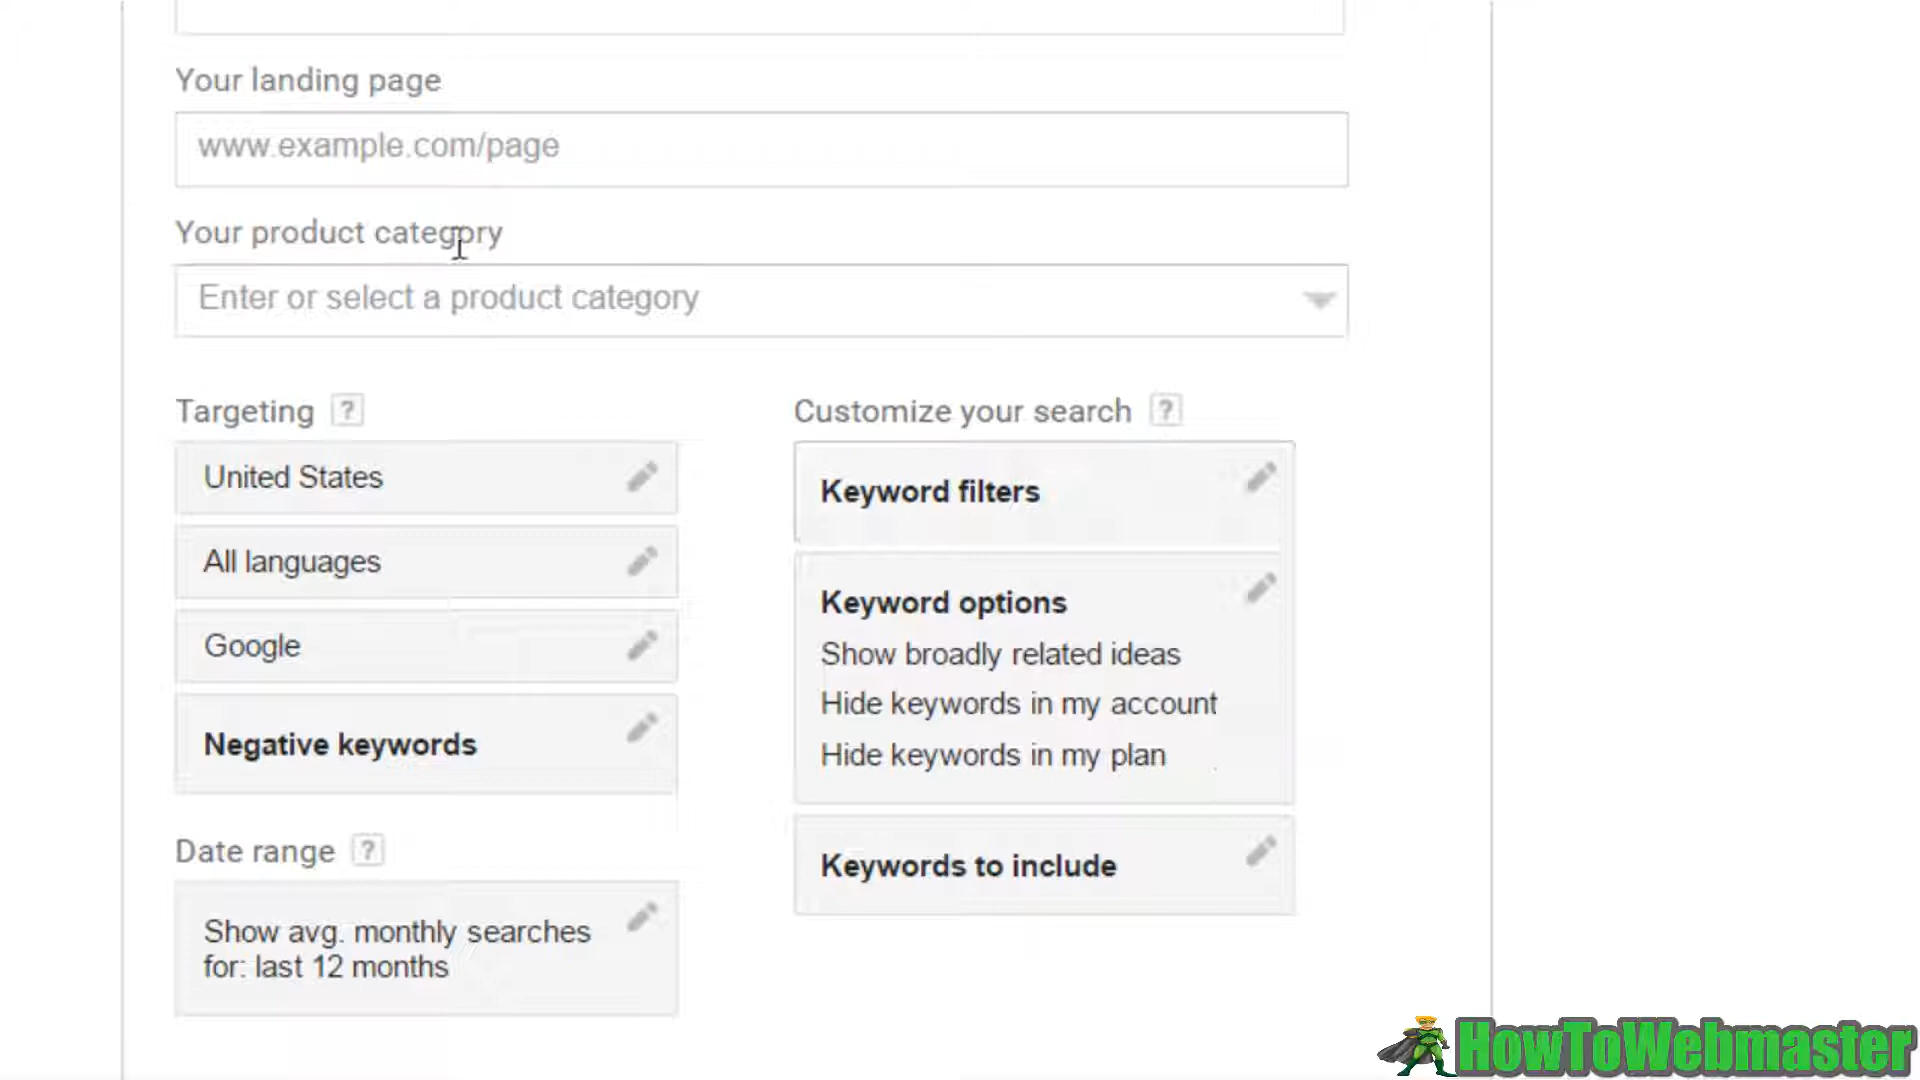 Your landing page
www.example.com/page
Your product category
Enter or select a product category
Targeting ?
United States
All languages
Google
Negative keywords
Date range ?
Show avg. monthly searches
for: last 12 months
Customize your search ?
Keyword filters
Keyword options
Show broadly related ideas
Hide keywords in my account
Hide keywords in my plan
Keywords to include
HowToWebmaster